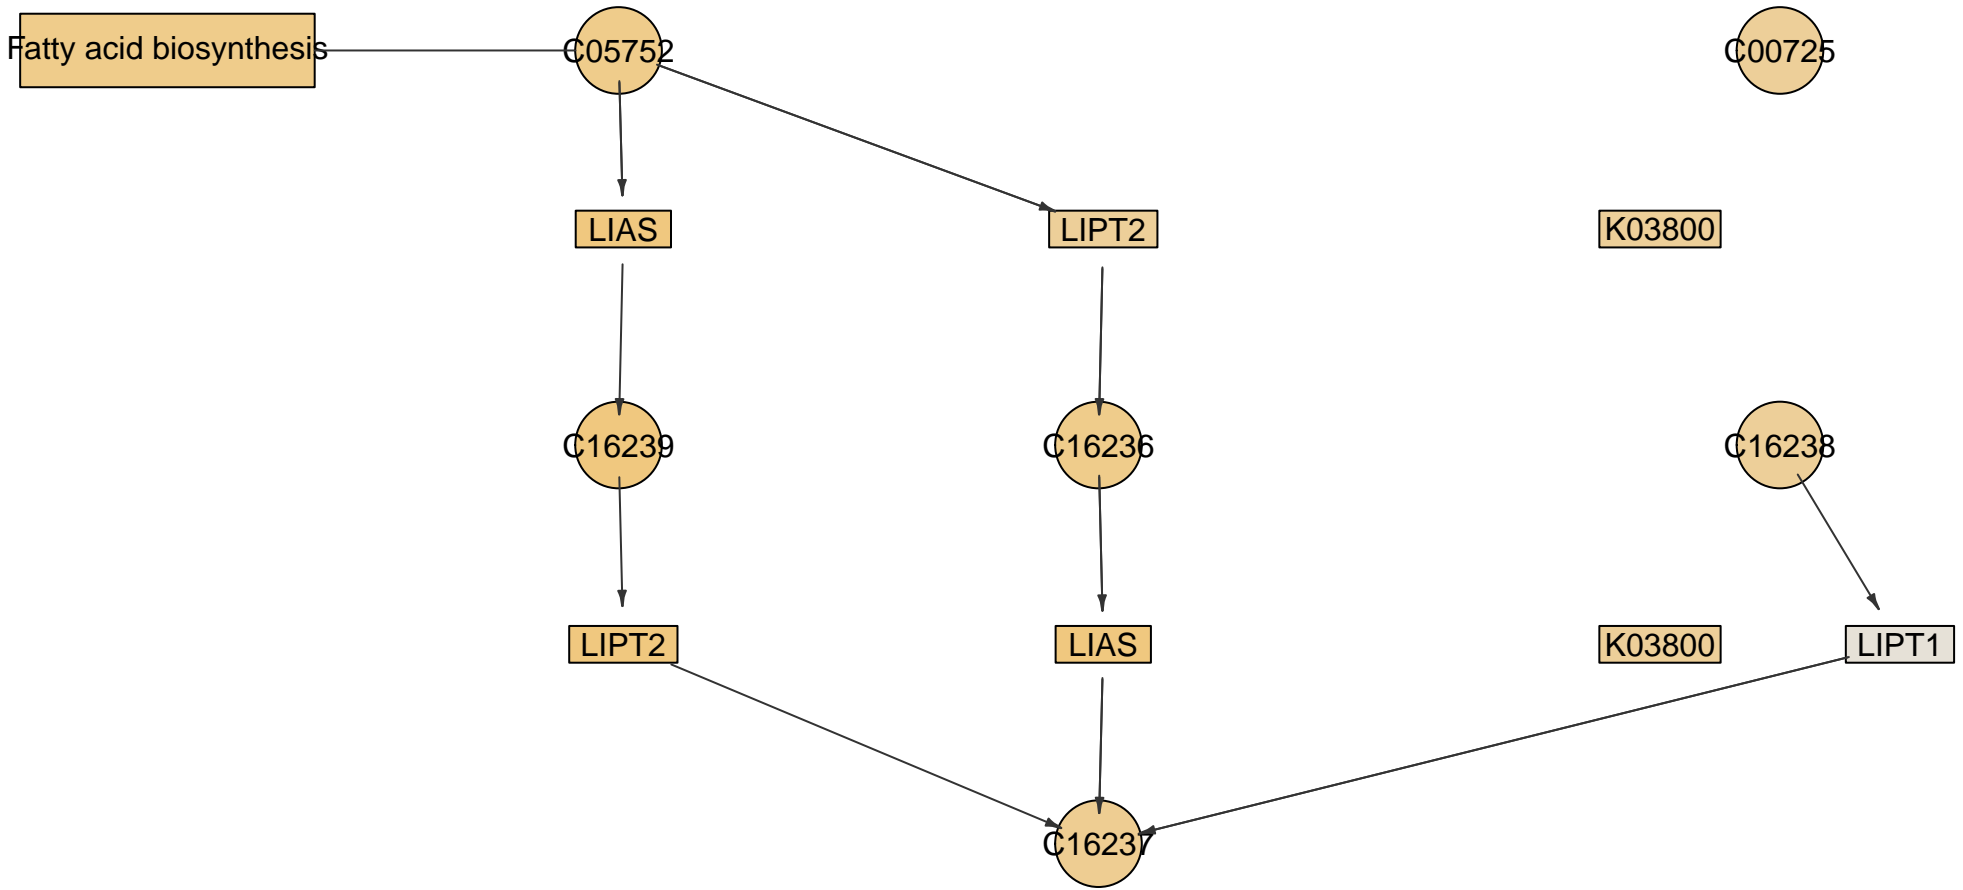 Fatty acid biosynthesis
C05752
C00725
LIAS
LIPT2
K03800
C16239
C16236
C16238
LIPT2
LIAS
K03800
LIPT1
C16237